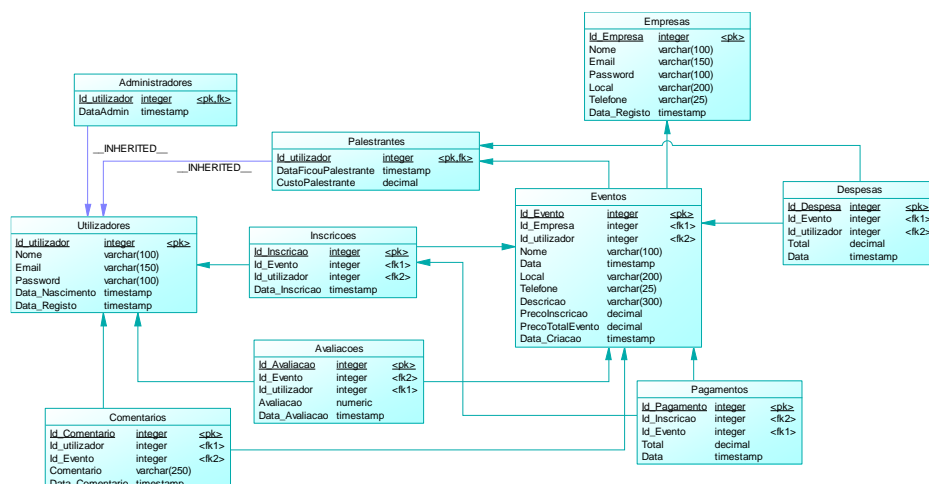 Empresas
Id_Empresa integer <pk>
Nome varchar(100)
Email varchar(150)
Password varchar(100)
Local varchar(200)
Telefone varchar(25)
Data_Registo timestamp
Administradores
Id_utilizador integer <pk,fk>
DataAdmin timestamp
__INHERITED__
__INHERITED__
Palestrantes
Id_utilizador integer <pk,fk>
DataFicouPalestrante timestamp
CustoPalestrante decimal
Despesas
Id_Despesa integer <pk>
Id_Evento integer <fk1>
Id_utilizador integer <fk2>
Total decimal
Data timestamp
Eventos
Id_Evento integer <pk>
Id_Empresa integer <fk1>
Id_utilizador integer <fk2>
Nome varchar(100)
Data timestamp
Local varchar(200)
Telefone varchar(25)
Descricao varchar(300)
PrecoInscricao decimal
PrecoTotalEvento decimal
Data_Criacao timestamp
Utilizadores
Id_utilizador integer <pk>
Nome varchar(100)
Email varchar(150)
Password varchar(100)
Data_Nascimento timestamp
Data_Registo timestamp
Inscricoes
Id_Inscricao integer <pk>
Id_Evento integer <fk1>
Id_utilizador integer <fk2>
Data_Inscricao timestamp
Avaliacoes
Id_Avaliacao integer <pk>
Id_Evento integer <fk2>
Id_utilizador integer <fk1>
Avaliacao numeric
Data_Avaliacao timestamp
Pagamentos
Id_Pagamento integer <pk>
Id_Inscricao integer <fk2>
Id_Evento integer <fk1>
Total decimal
Data timestamp
Comentarios
Id_Comentario integer <pk>
Id_utilizador integer <fk1>
Id_Evento integer <fk2>
Comentario varchar(250)
Data_Comentario timestamp